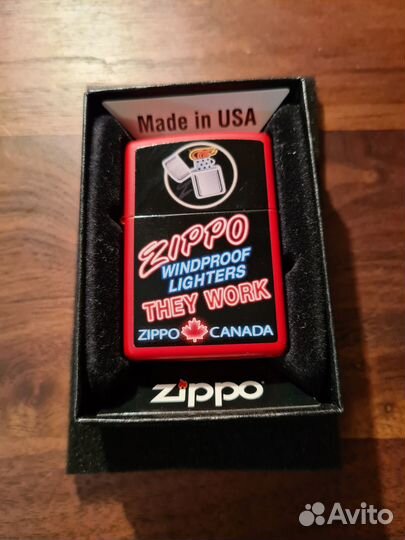 Made in USA
ZIPPO
WINDPROOF
LIGHTERS
THEY WORK
ZIPPO CANADA
zippo
Avito